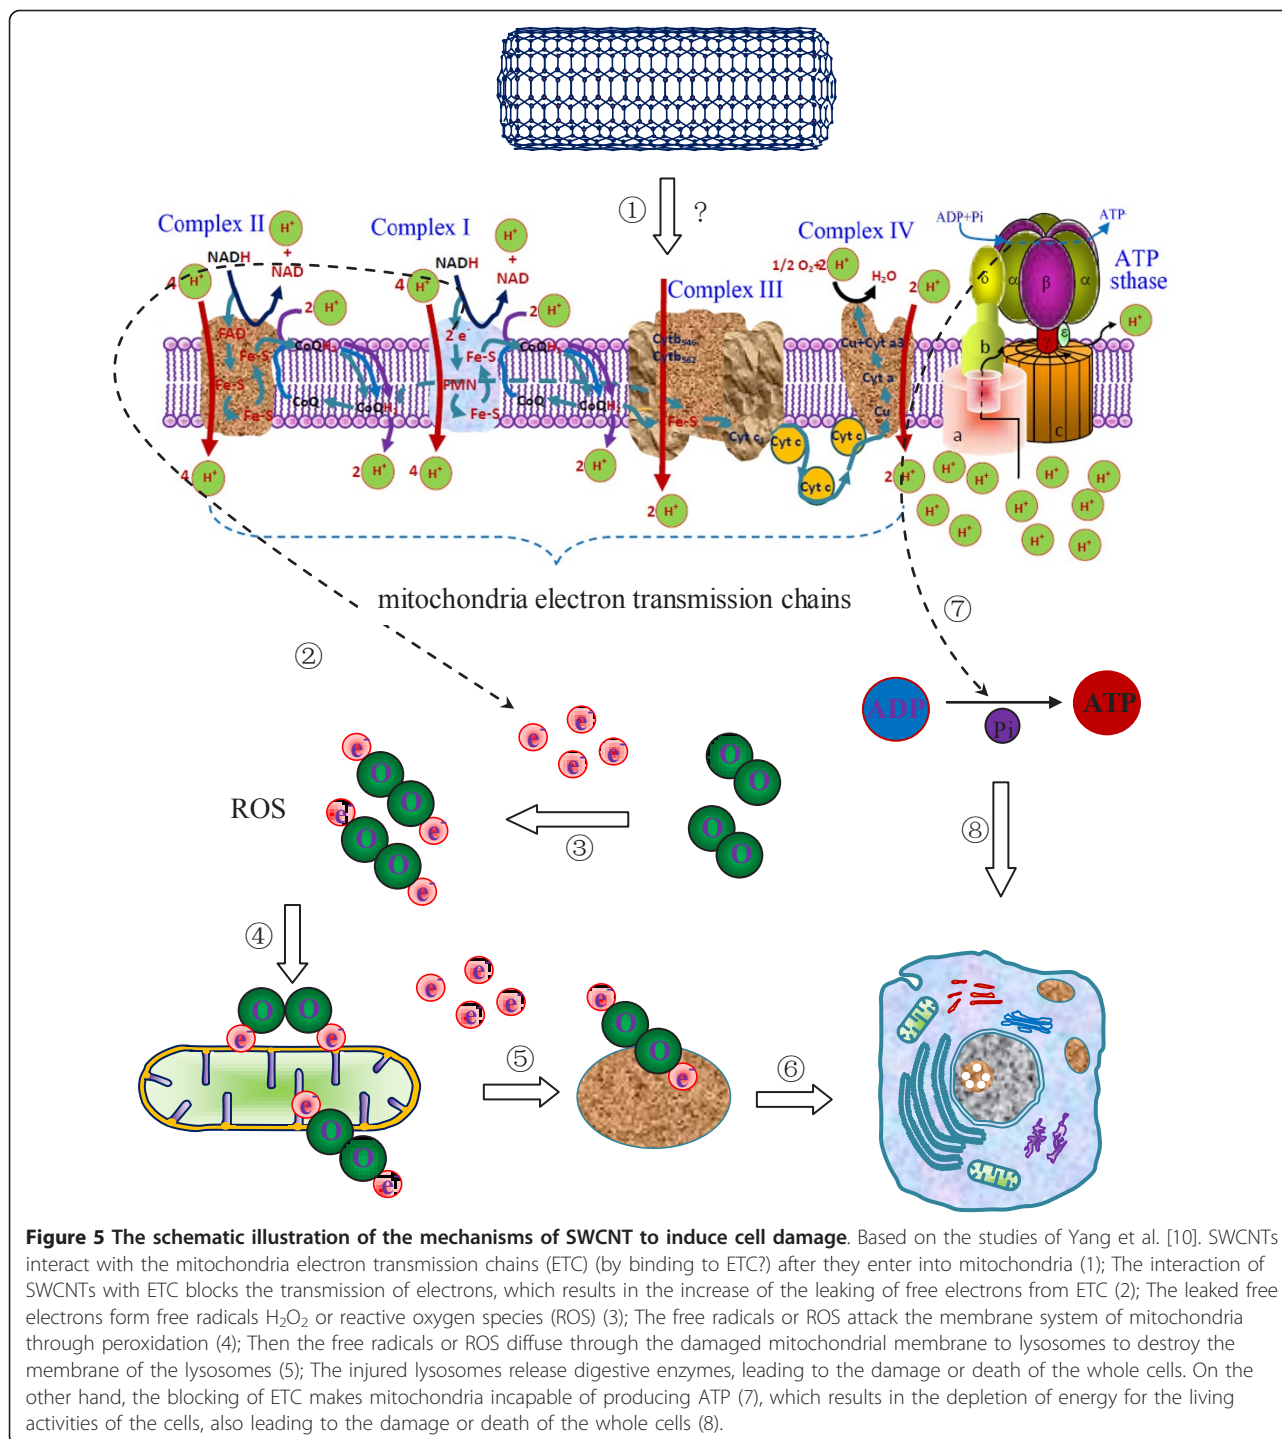 ① ?
Complex II
Complex I
Complex IV
Complex III
ATP
sthase
ADP+Pi
ATP
NADH
H⁺
+
NAD
NADH
H⁺
+
NAD
1/2 O₂+2 H⁺
H₂O
4 H⁺
2 H⁺
4 H⁺
2 H⁺
2 H⁺
H⁺
δ
α
β
α
b
γ
ε
a
c
FAD
Fe-S
Fe-S
Fe-S
CoQH₂
CoQ
CoQH₂
2 e⁻
Fe-S
FMN
Fe-S
CoQH₂
CoQ
CoQH₂
Cytb₅₆₆,
Cytb₅₆₂
Fe-S
Cyt c₁
Cyt c
Cyt c
Cyt c
Cu+Cyt a3
Cyt a
Cu
4 H⁺
2 H⁺
4 H⁺
2 H⁺
2 H⁺
2 H⁺
H⁺ H⁺ H⁺ H⁺ H⁺
H⁺ H⁺ H⁺ H⁺ H⁺ H⁺
mitochondria electron transmission chains
②
⑦
ADP
Pi
ATP
e⁻ e⁻ e⁻ e⁻
ROS
e⁻ O O e⁻
e⁻ O O e⁻
③
O O
O O
⑧
④
O O
e⁻ e⁻
e⁻ O O e⁻
e⁻ e⁻ e⁻ e⁻
⑤
e⁻ O O e⁻
⑥
Figure 5 The schematic illustration of the mechanisms of SWCNT to induce cell damage. Based on the studies of Yang et al. [10]. SWCNTs
interact with the mitochondria electron transmission chains (ETC) (by binding to ETC?) after they enter into mitochondria (1); The interaction of
SWCNTs with ETC blocks the transmission of electrons, which results in the increase of the leaking of free electrons from ETC (2); The leaked free
electrons form free radicals H₂O₂ or reactive oxygen species (ROS) (3); The free radicals or ROS attack the membrane system of mitochondria
through peroxidation (4); Then the free radicals or ROS diffuse through the damaged mitochondrial membrane to lysosomes to destroy the
membrane of the lysosomes (5); The injured lysosomes release digestive enzymes, leading to the damage or death of the whole cells. On the
other hand, the blocking of ETC makes mitochondria incapable of producing ATP (7), which results in the depletion of energy for the living
activities of the cells, also leading to the damage or death of the whole cells (8).